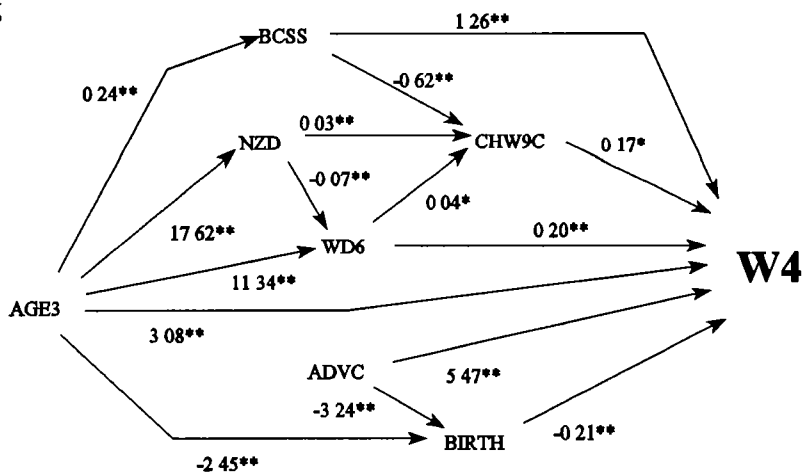 1 26**
BCSS
0 24**
-0 62**
NZD
0 03**
CHW9C
0 17*
-0 07**
0 04*
17 62**
WD6
0 20**
W4
11 34**
AGE3
3 08**
ADVC
5 47**
-3 24**
BIRTH
-0 21**
-2 45**